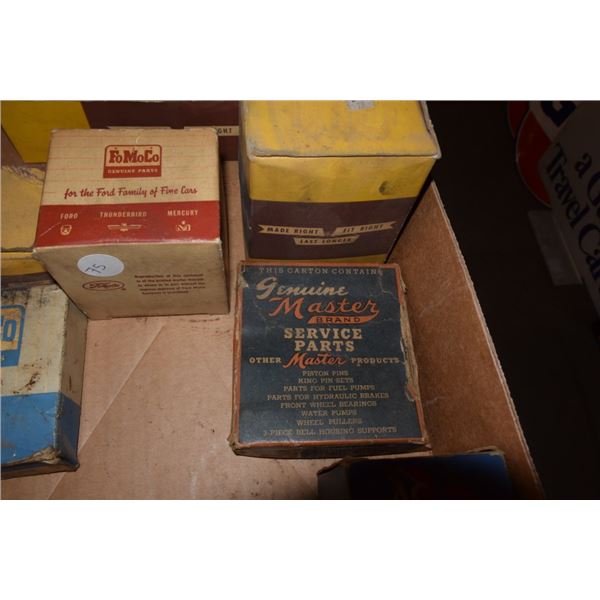 FoMoCo
GENUINE PARTS
for the Ford Family of Fine Cars
FORD THUNDERBIRD MERCURY
75
MADE RIGHT FIT RIGHT
LAST LONGER
THIS CARTON CONTAINS
Genuine
Master
BRAND
SERVICE
PARTS
OTHER Master PRODUCTS
PISTON PINS
KING PIN SETS
PARTS FOR FUEL PUMPS
PARTS FOR HYDRAULIC BRAKES
FRONT WHEEL BEARINGS
WATER PUMPS
WHEEL PULLERS
2-PIECE BELL HOUSING SUPPORTS
RIGHT
a
Travel